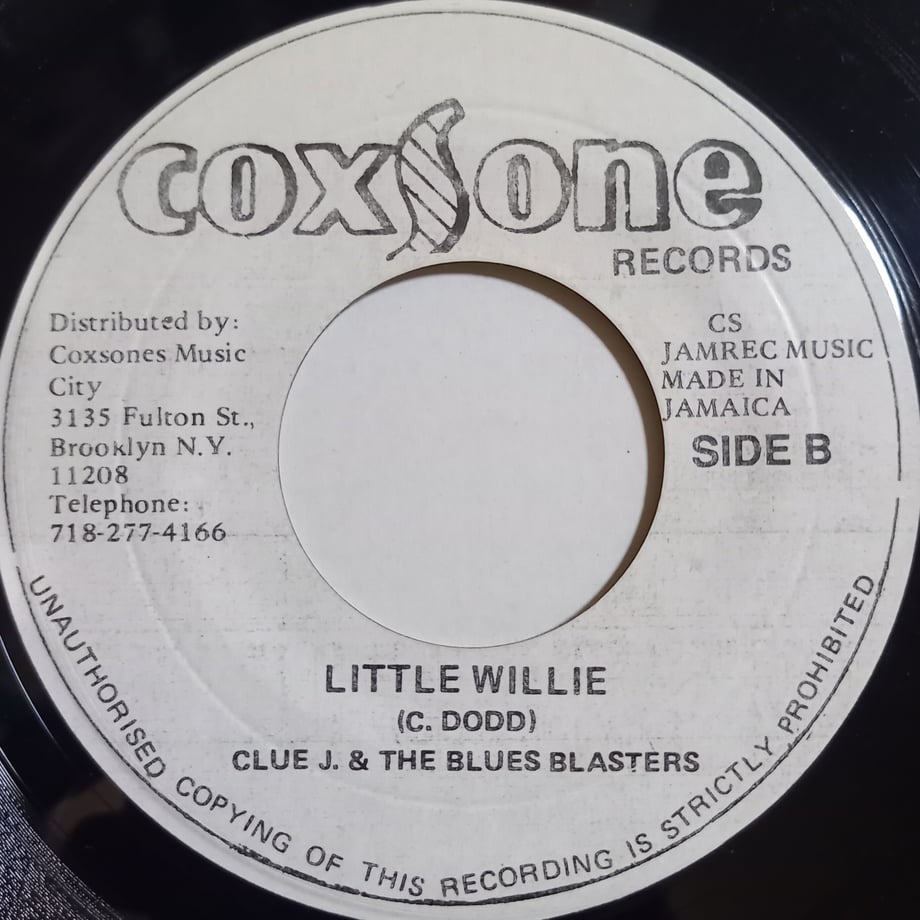 coxsone
RECORDS
Distributed by:
Coxsones Music
City
3135 Fulton St.,
Brooklyn N.Y.
11208
Telephone:
718-277-4166
CS
JAMREC MUSIC
MADE IN
JAMAICA
SIDE B
LITTLE WILLIE
(C. DODD)
CLUE J. & THE BLUES BLASTERS
UNAUTHORISED COPYING OF THIS RECORDING IS STRICTLY PROHIBITED